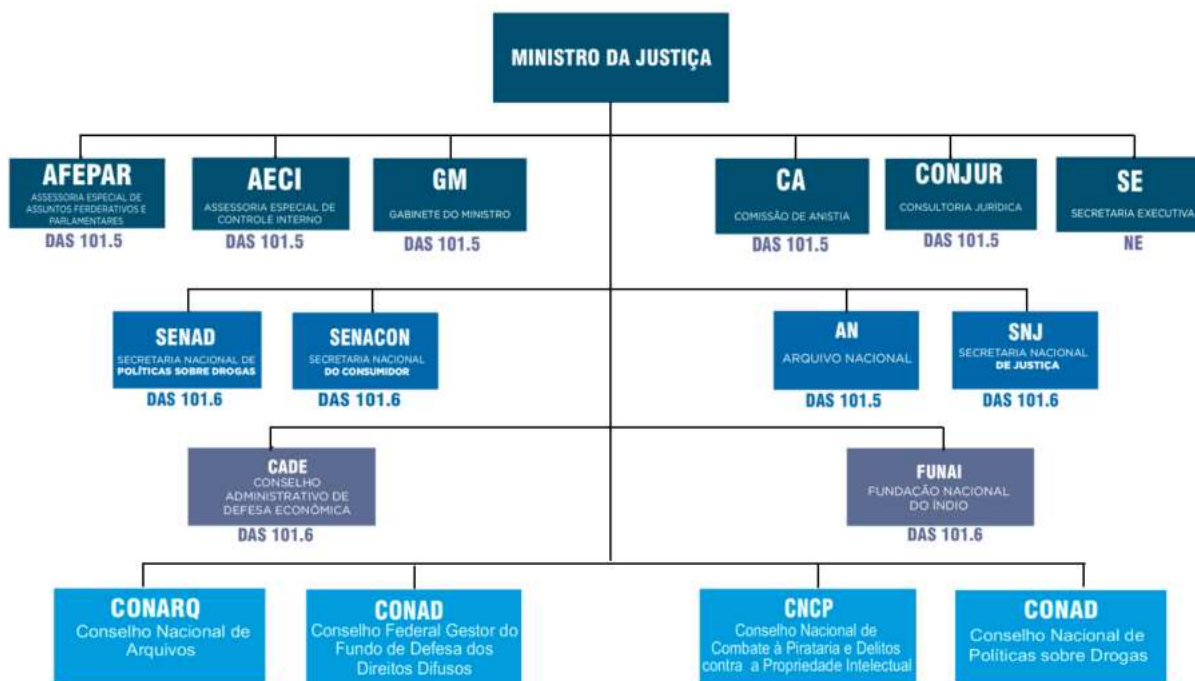 MINISTRO DA JUSTIÇA
AFEPAR
ASSESSORIA ESPECIAL DE
ASSUNTOS FERDERATIVOS E
PARLAMENTARES
DAS 101.5
AECI
ASSESSORIA ESPECIAL DE
CONTROLE INTERNO
DAS 101.5
GM
GABINETE DO MINISTRO
DAS 101.5
CA
COMISSÃO DE ANISTIA
DAS 101.5
CONJUR
CONSULTORIA JURÍDICA
DAS 101.5
SE
SECRETARIA EXECUTIVA
NE
SENAD
SECRETARIA NACIONAL DE
POLÍTICAS SOBRE DROGAS
DAS 101.6
SENACON
SECRETARIA NACIONAL
DO CONSUMIDOR
DAS 101.6
AN
ARQUIVO NACIONAL
DAS 101.5
SNJ
SECRETARIA NACIONAL
DE JUSTIÇA
DAS 101.6
CADE
CONSELHO
ADMINISTRATIVO DE
DEFESA ECONÔMICA
DAS 101.6
FUNAI
FUNDAÇÃO NACIONAL
DO ÍNDIO
DAS 101.6
CONARQ
Conselho Nacional de
Arquivos
CONAD
Conselho Federal Gestor do
Fundo de Defesa dos
Direitos Difusos
CNCP
Conselho Nacional de
Combate à Pirataria e Delitos
contra a Propriedade Intelectual
CONAD
Conselho Nacional de
Políticas sobre Drogas